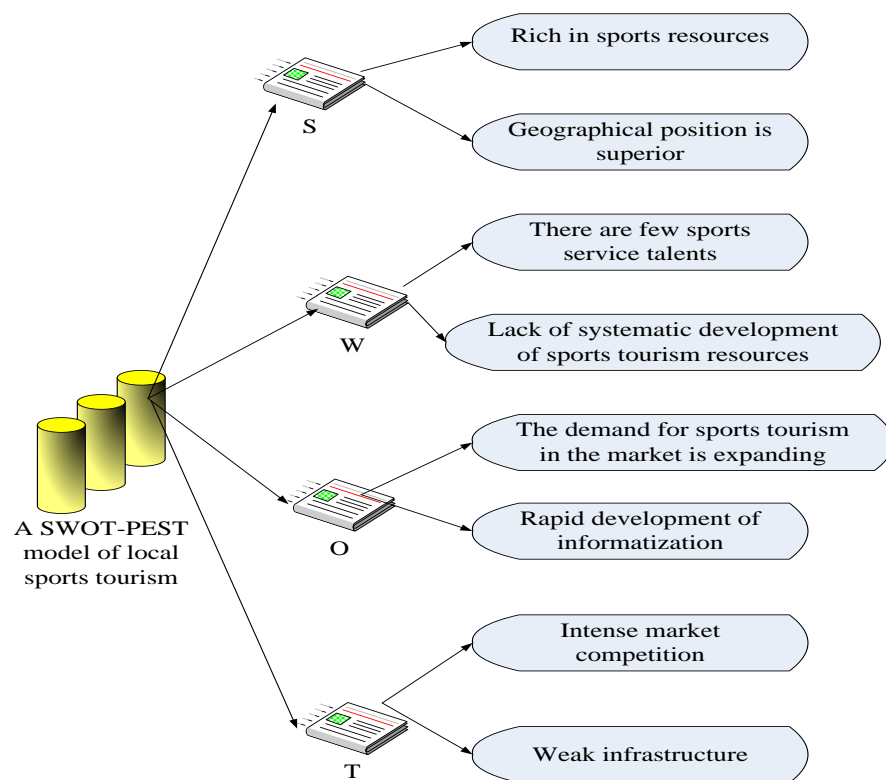 Rich in sports resources
S
Geographical position is
superior
There are few sports
service talents
W
Lack of systematic development
of sports tourism resources
A SWOT-PEST
model of local
sports tourism
The demand for sports tourism
in the market is expanding
O
Rapid development of
informatization
Intense market
competition
T
Weak infrastructure